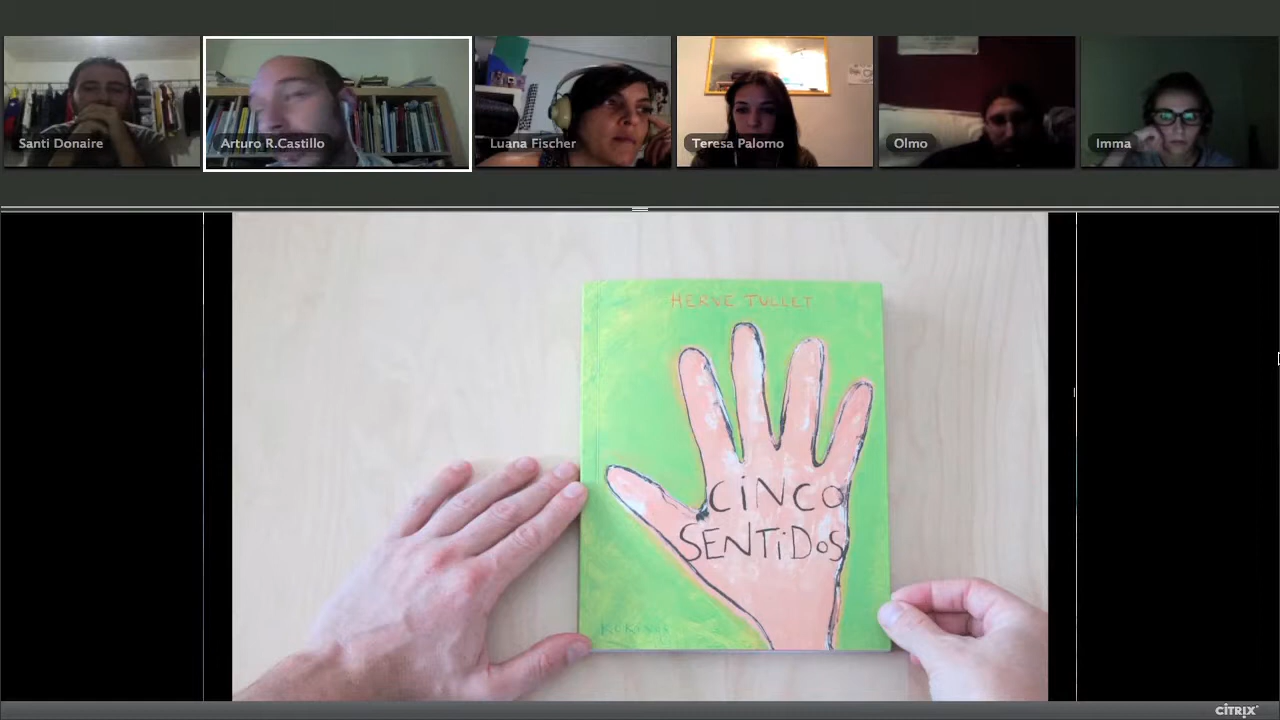 Santi Donaire
Arturo R.Castillo
Luana Fischer
Teresa Palomo
Olmo
Imma
HERVE TULLET
CiNCO
SENTiDOS
CITRIX